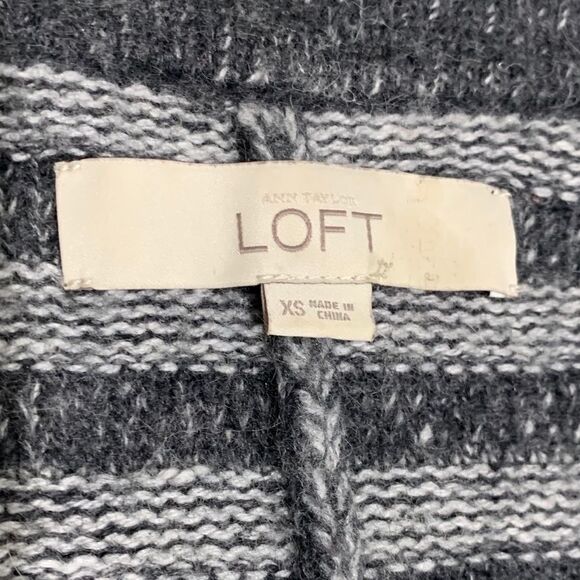 ANN TAYLOR
LOFT
XS MADE IN
CHINA